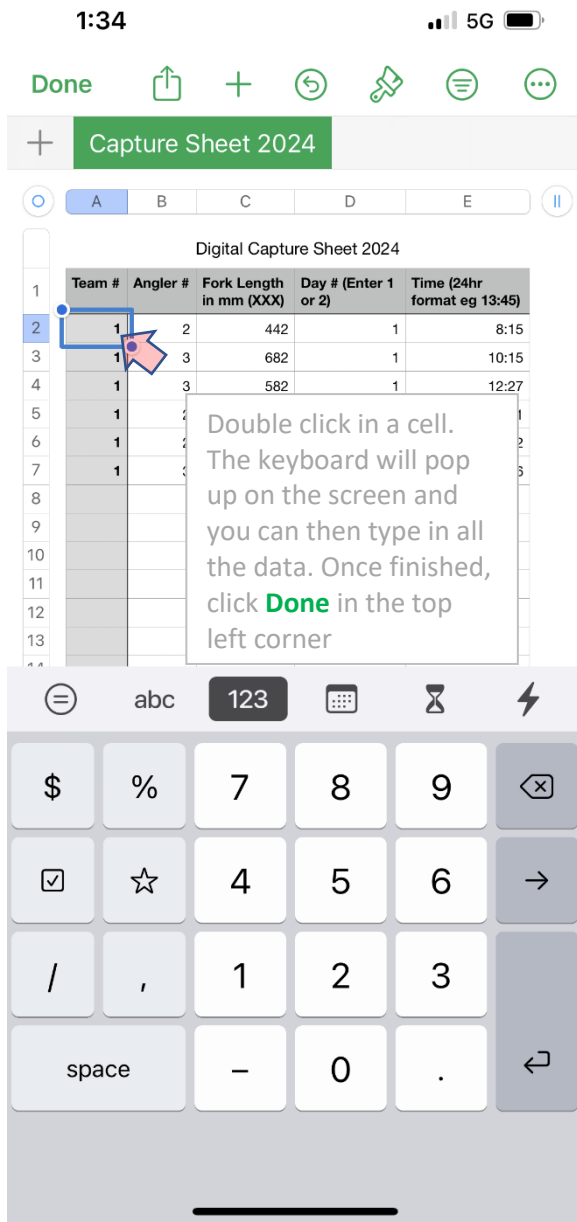 1:34 5G
Done
Capture Sheet 2024
A B C D E
Digital Capture Sheet 2024
1 Team # Angler # Fork Length in mm (XXX) Day # (Enter 1 or 2) Time (24hr format eg 13:45)
2 1 2 442 1 8:15
3 1 3 682 1 10:15
4 1 3 582 1 12:27
5 1
6 1
7 1
8
9
10
11
12
13
Double click in a cell.
The keyboard will pop
up on the screen and
you can then type in all
the data. Once finished,
click Done in the top
left corner
abc 123
$ % 7 8 9
4 5 6
/ , 1 2 3
space – 0 .